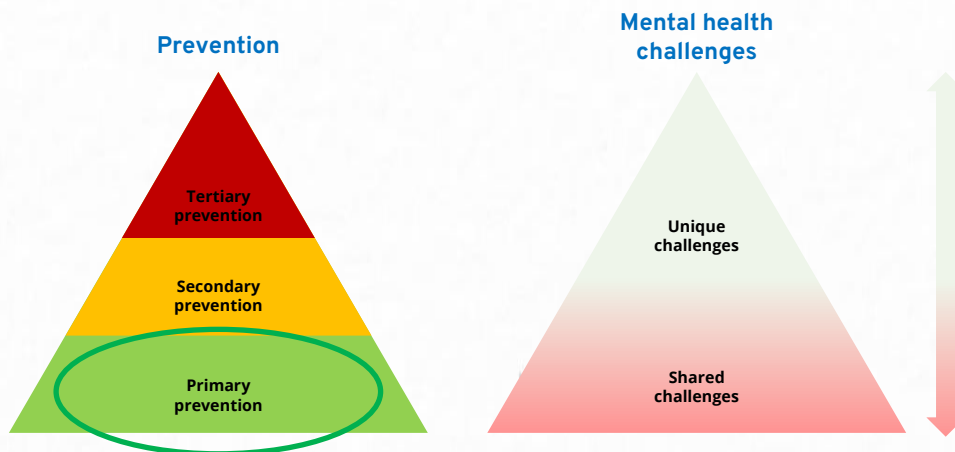 Prevention
Tertiary
prevention
Secondary
prevention
Primary
prevention
Mental health
challenges
Unique
challenges
Shared
challenges